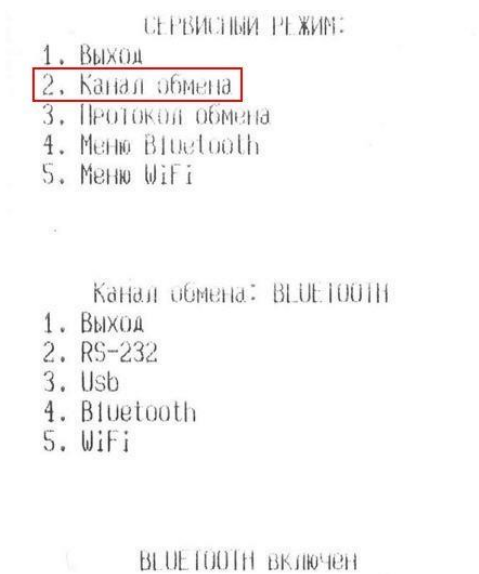 СЕРВИСНЫЙ РЕЖИМ:
1. Выход
2. Канал обмена
3. Протокол обмена
4. Меню Bluetooth
5. Меню WiFi
Канал обмена: BLUETOOTH
1. Выход
2. RS-232
3. Usb
4. Bluetooth
5. WiFi
BLUETOOTH включен